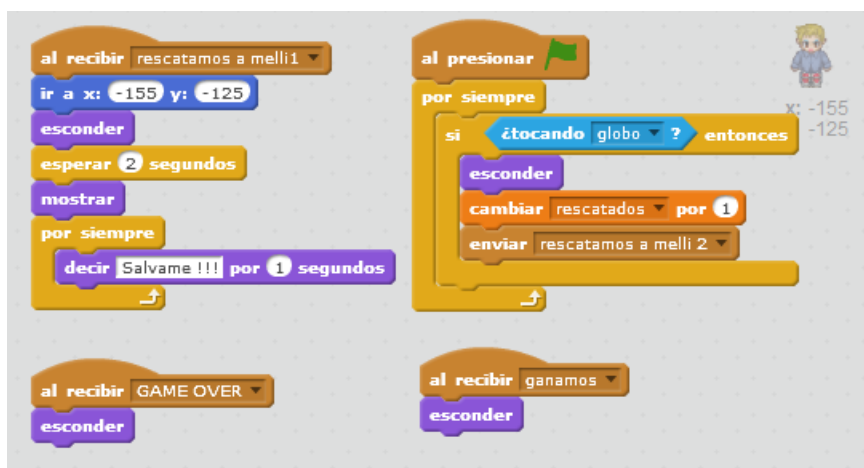 al recibir rescatamos a melli1
ir a x: -155 y: -125
esconder
esperar 2 segundos
mostrar
por siempre
decir Salvame !!! por 1 segundos
al presionar
por siempre
si ¿tocando globo ? entonces
esconder
cambiar rescatados por 1
enviar rescatamos a melli 2
x: -155
-125
al recibir GAME OVER
esconder
al recibir ganamos
esconder